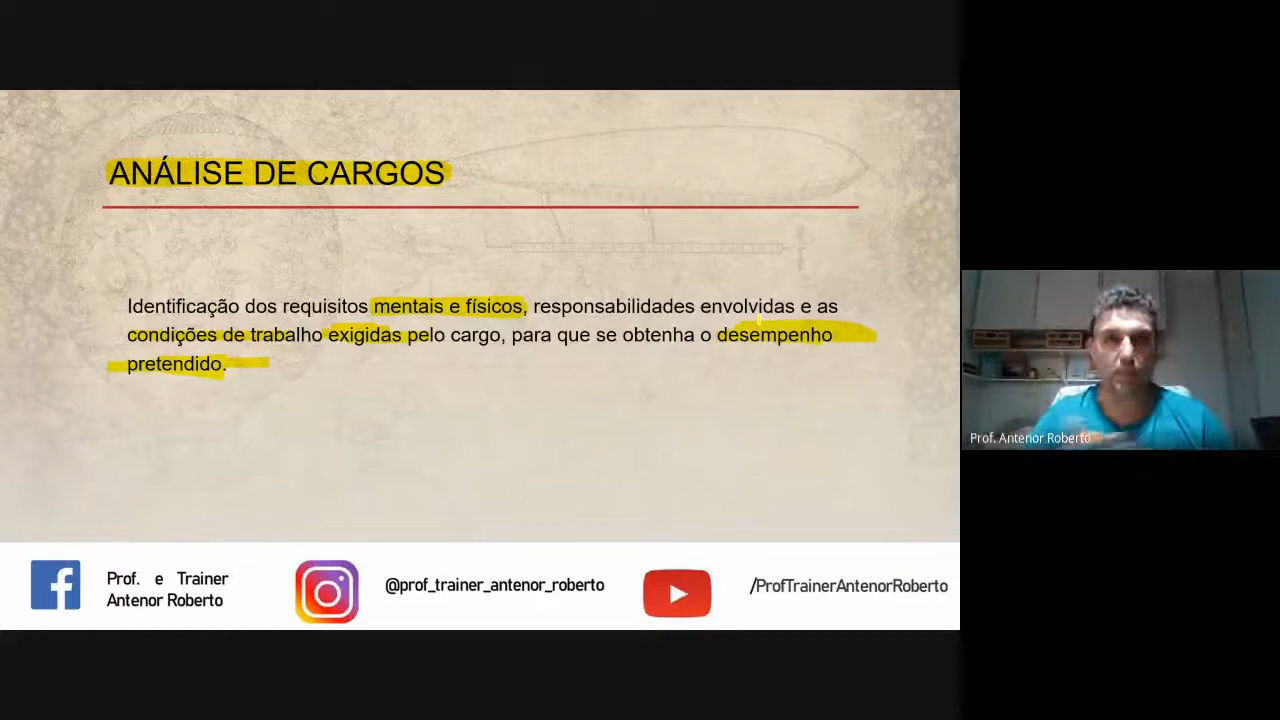 ANÁLISE DE CARGOS
Identificação dos requisitos mentais e físicos, responsabilidades envolvidas e as
condições de trabalho exigidas pelo cargo, para que se obtenha o desempenho
pretendido.
Prof. Antenor Roberto
Prof. e Trainer
Antenor Roberto
@prof_trainer_antenor_roberto
/ProfTrainerAntenorRoberto